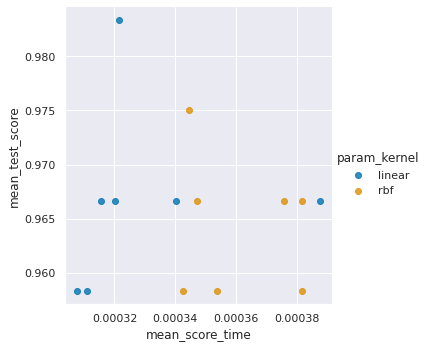 0.980
0.975
0.970
0.965
0.960
mean_test_score
0.00032
0.00034
0.00036
0.00038
mean_score_time
param_kernel
linear
rbf